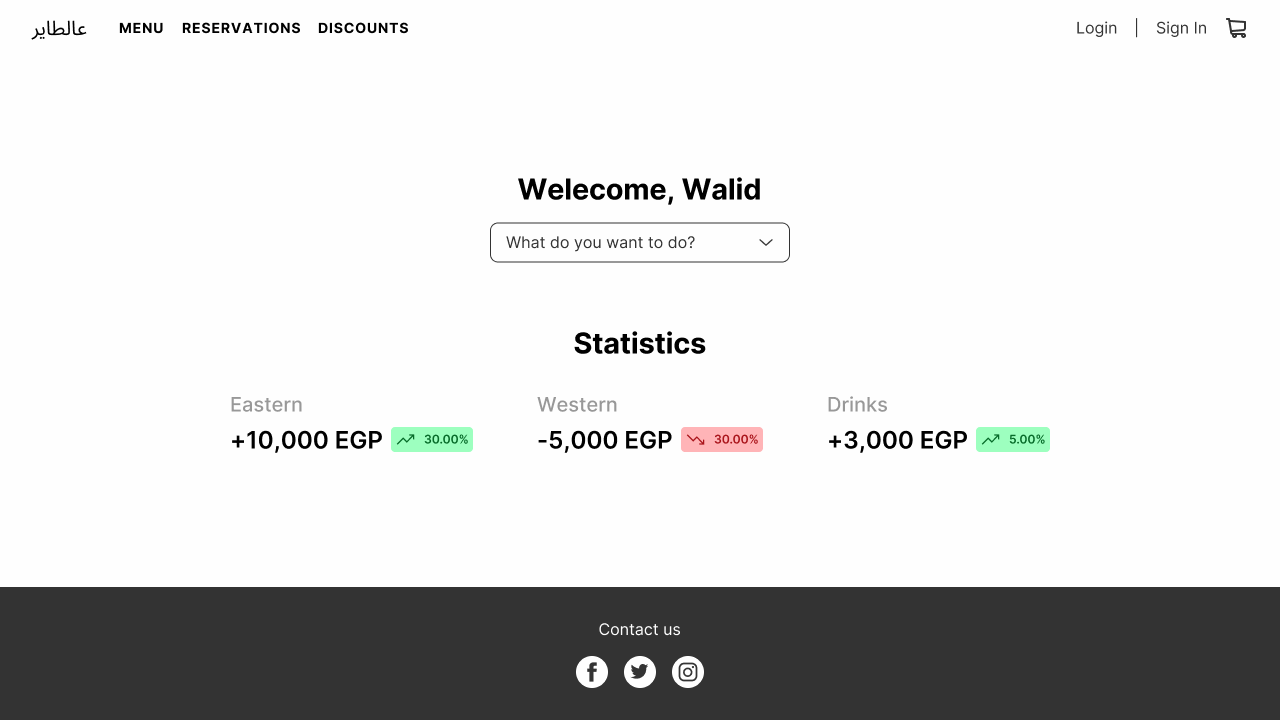 عالطاير MENU RESERVATIONS DISCOUNTS Login | Sign In
Welecome, Walid
What do you want to do?
Statistics
Eastern Western Drinks
+10,000 EGP 30.00% -5,000 EGP 30.00% +3,000 EGP 5.00%
Contact us